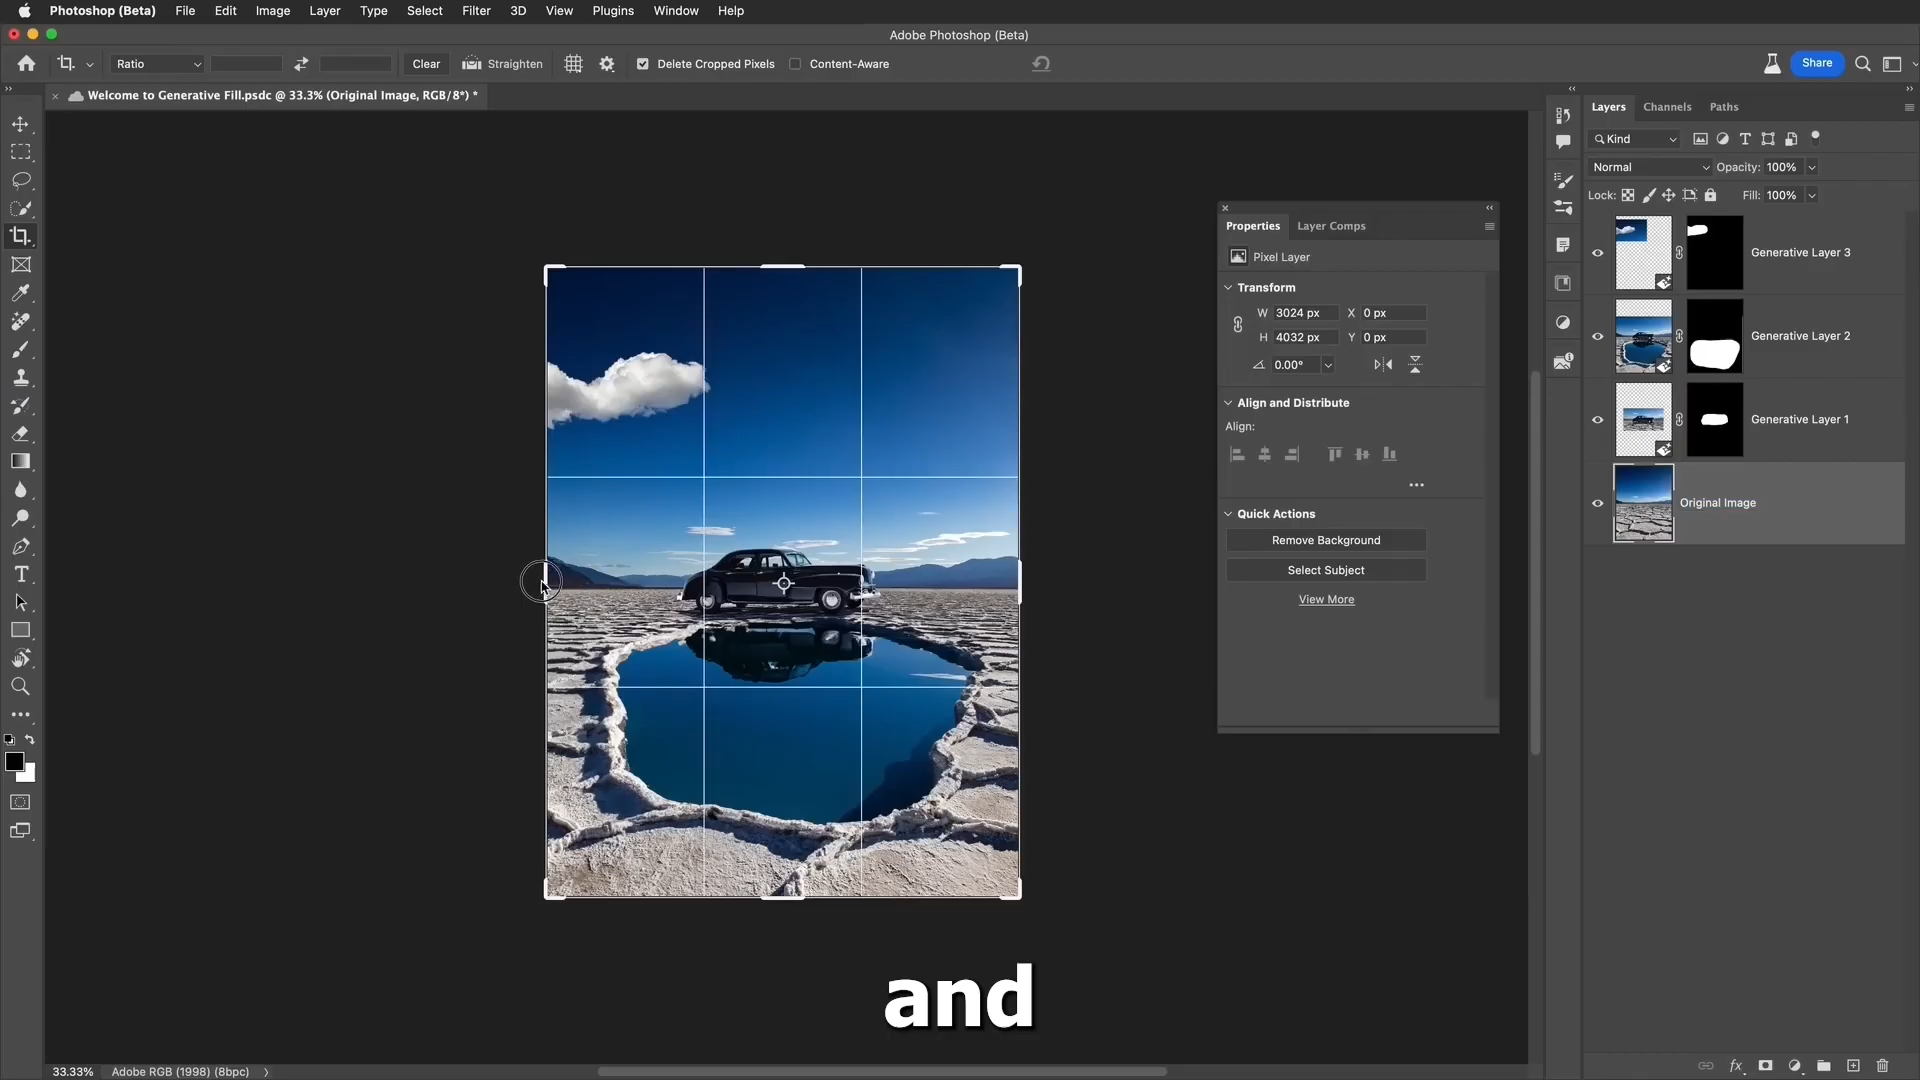 Photoshop (Beta) File Edit Image Layer Type Select Filter 3D View Plugins Window Help
Adobe Photoshop (Beta)
Ratio Clear Straighten Delete Cropped Pixels Content-Aware Share
Welcome to Generative Fill.psdc @ 33.3% (Original Image, RGB/8*) *
Layers Channels Paths
Kind
Normal Opacity: 100%
Lock: Fill: 100%
Generative Layer 3
Generative Layer 2
Generative Layer 1
Original Image
Properties Layer Comps
Pixel Layer
Transform
W 3024 px X 0 px
H 4032 px Y 0 px
0.00°
Align and Distribute
Align:
Quick Actions
Remove Background
Select Subject
View More
and
33.33% Adobe RGB (1998) (8bpc)